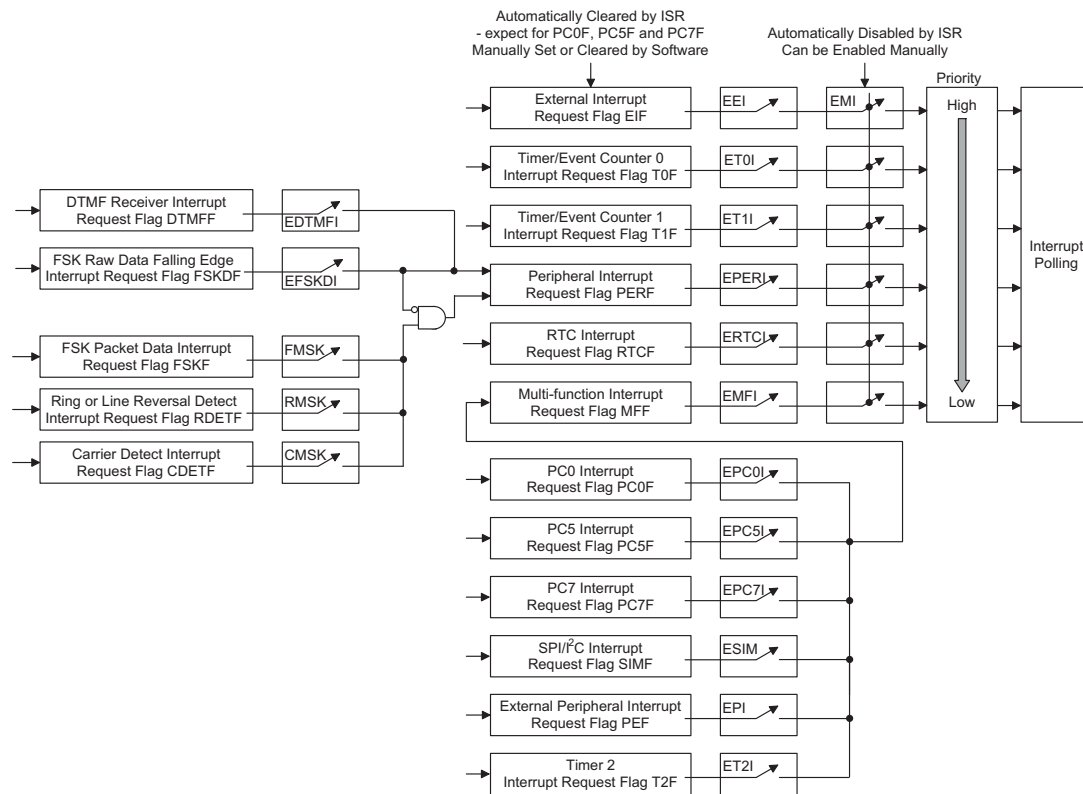 Automatically Cleared by ISR
- expect for PC0F, PC5F and PC7F
Manually Set or Cleared by Software
Automatically Disabled by ISR
Can be Enabled Manually
Priority
External Interrupt
Request Flag EIF
EEI
EMI
High
Timer/Event Counter 0
Interrupt Request Flag T0F
ET0I
DTMF Receiver Interrupt
Request Flag DTMFF
EDTMFI
Timer/Event Counter 1
Interrupt Request Flag T1F
ET1I
FSK Raw Data Falling Edge
Interrupt Request Flag FSKDF
EFSKDI
Peripheral Interrupt
Request Flag PERF
EPERI
Interrupt
Polling
FSK Packet Data Interrupt
Request Flag FSKF
FMSK
RTC Interrupt
Request Flag RTCF
ERTCI
Ring or Line Reversal Detect
Interrupt Request Flag RDETF
RMSK
Multi-function Interrupt
Request Flag MFF
EMFI
Low
Carrier Detect Interrupt
Request Flag CDETF
CMSK
PC0 Interrupt
Request Flag PC0F
EPC0I
PC5 Interrupt
Request Flag PC5F
EPC5I
PC7 Interrupt
Request Flag PC7F
EPC7I
SPI/I²C Interrupt
Request Flag SIMF
ESIM
External Peripheral Interrupt
Request Flag PEF
EPI
Timer 2
Interrupt Request Flag T2F
ET2I